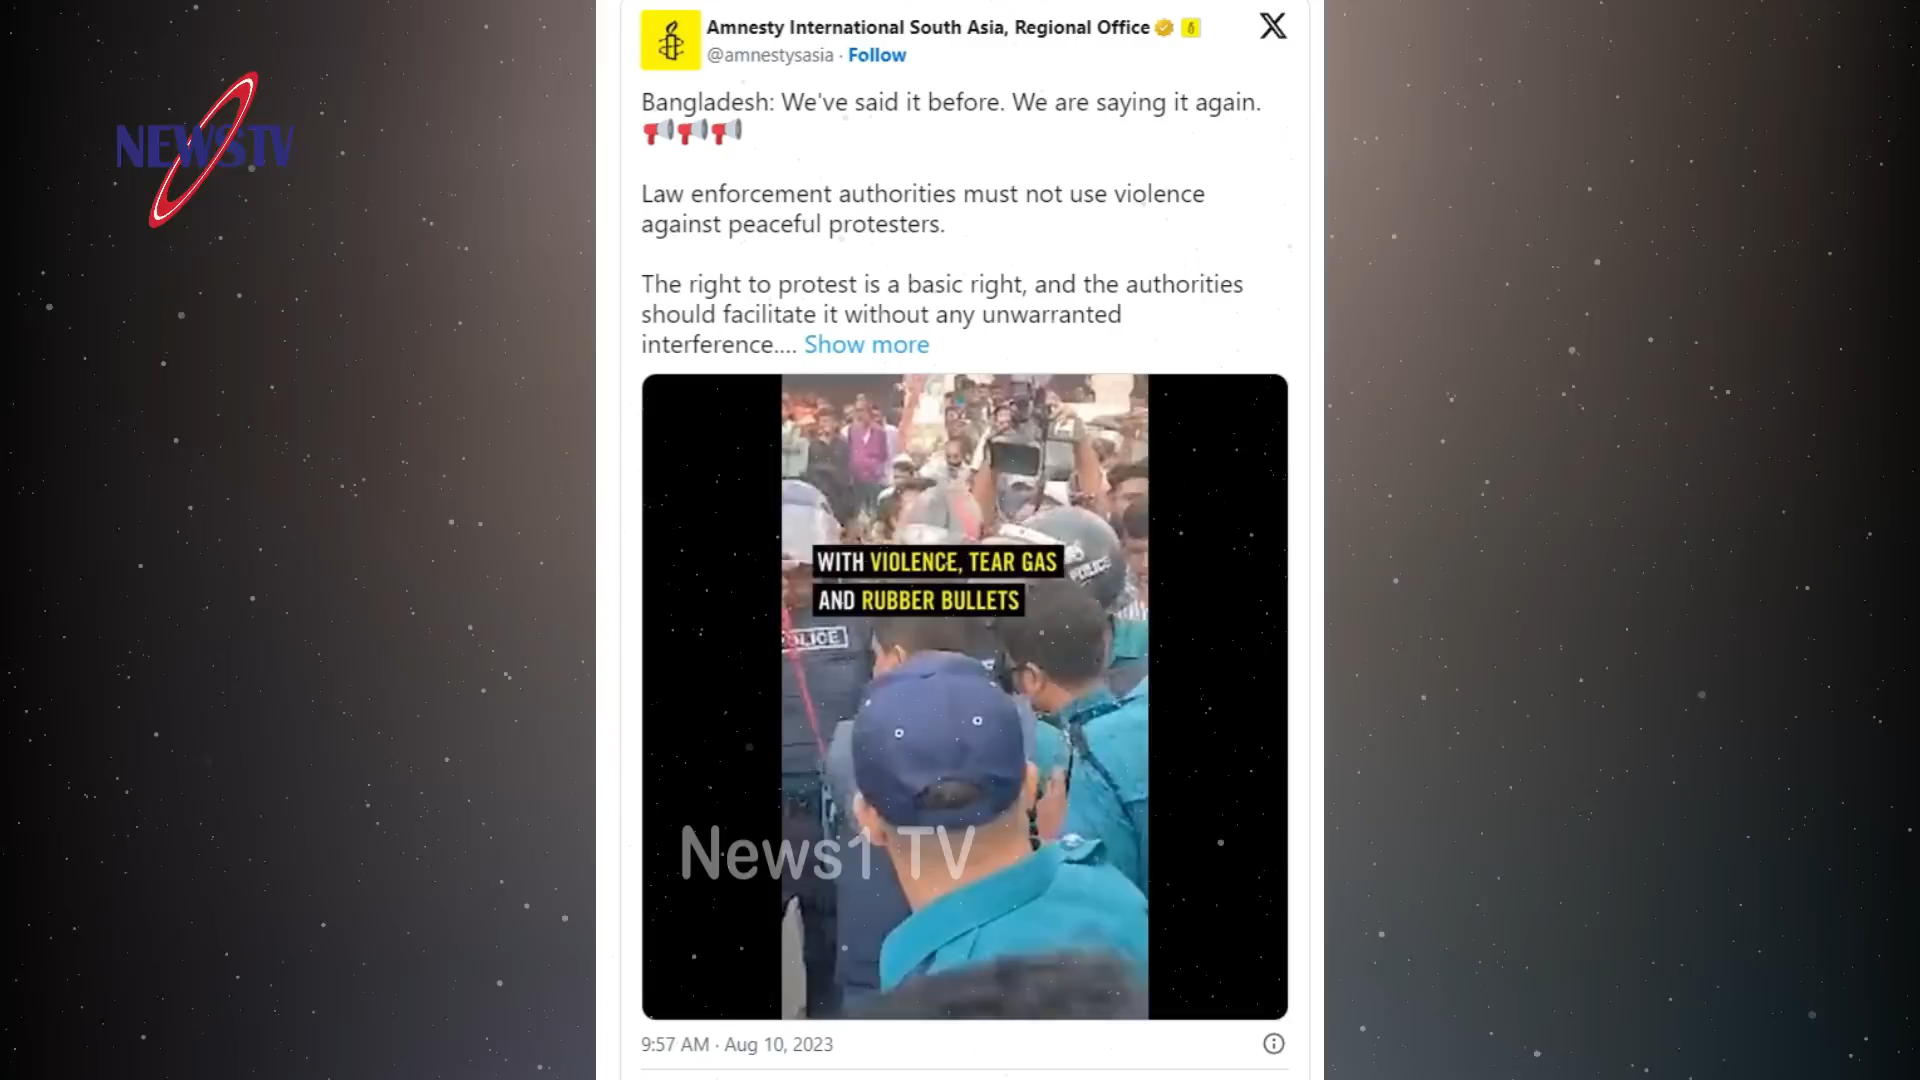 NEWSTV
Amnesty International South Asia, Regional Office
@amnestysasia · Follow
Bangladesh: We've said it before. We are saying it again.
📢📢📢
Law enforcement authorities must not use violence
against peaceful protesters.
The right to protest is a basic right, and the authorities
should facilitate it without any unwarranted
interference.... Show more
WITH VIOLENCE, TEAR GAS
AND RUBBER BULLETS
POLICE
POLICE
News1 TV
9:57 AM · Aug 10, 2023